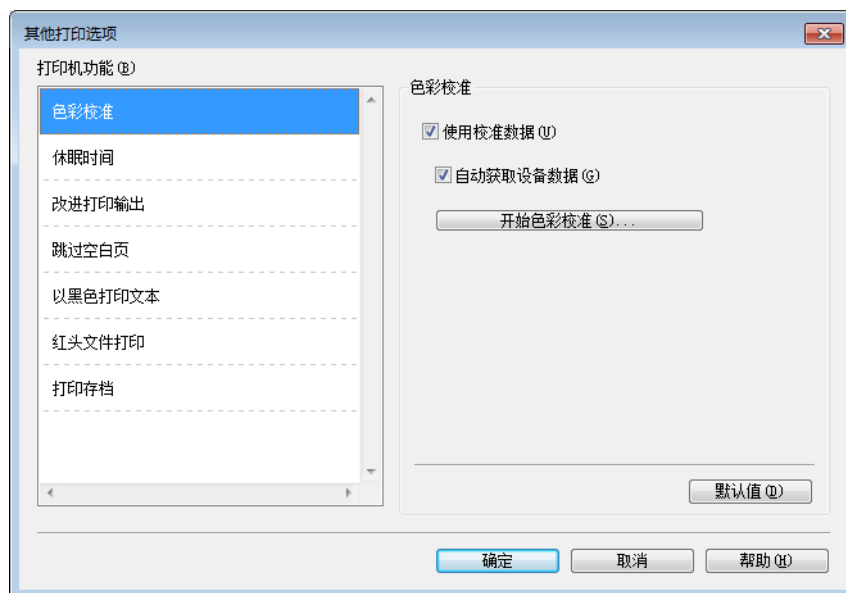 其他打印选项
打印机功能(B)
色彩校准
休眠时间
改进打印输出
跳过空白页
以黑色打印文本
红头文件打印
打印存档
色彩校准
使用校准数据(U)
自动获取设备数据(G)
开始色彩校准(S)...
默认值(D)
确定
取消
帮助(H)